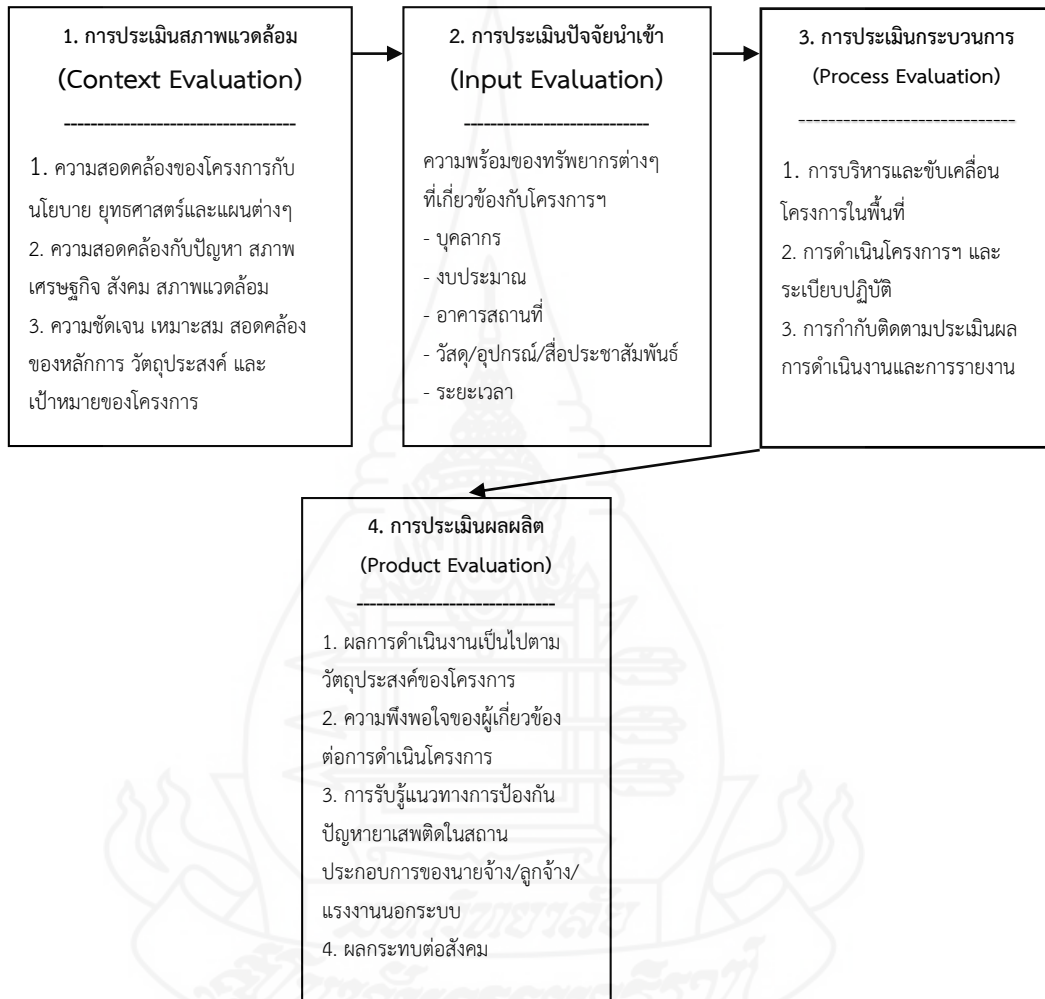 1. การประเมินสภาพแวดล้อม
(Context Evaluation)
----------------------------------
1. ความสอดคล้องของโครงการกับ
นโยบาย ยุทธศาสตร์และแผนต่างๆ
2. ความสอดคล้องกับปัญหา สภาพ
เศรษฐกิจ สังคม สภาพแวดล้อม
3. ความชัดเจน เหมาะสม สอดคล้อง
ของหลักการ วัตถุประสงค์ และ
เป้าหมายของโครงการ
2. การประเมินปัจจัยนำเข้า
(Input Evaluation)
----------------------------
ความพร้อมของทรัพยากรต่างๆ
ที่เกี่ยวข้องกับโครงการฯ
- บุคลากร
- งบประมาณ
- อาคารสถานที่
- วัสดุ/อุปกรณ์/สื่อประชาสัมพันธ์
- ระยะเวลา
3. การประเมินกระบวนการ
(Process Evaluation)
------------------------------
1. การบริหารและขับเคลื่อน
โครงการในพื้นที่
2. การดำเนินโครงการฯ และ
ระเบียบปฏิบัติ
3. การกำกับติดตามประเมินผล
การดำเนินงานและการรายงาน
4. การประเมินผลผลิต
(Product Evaluation)
------------------------------
1. ผลการดำเนินงานเป็นไปตาม
วัตถุประสงค์ของโครงการ
2. ความพึงพอใจของผู้เกี่ยวข้อง
ต่อการดำเนินโครงการ
3. การรับรู้แนวทางการป้องกัน
ปัญหายาเสพติดในสถาน
ประกอบการของนายจ้าง/ลูกจ้าง/
แรงงานนอกระบบ
4. ผลกระทบต่อสังคม
มหาวิทยาลัย